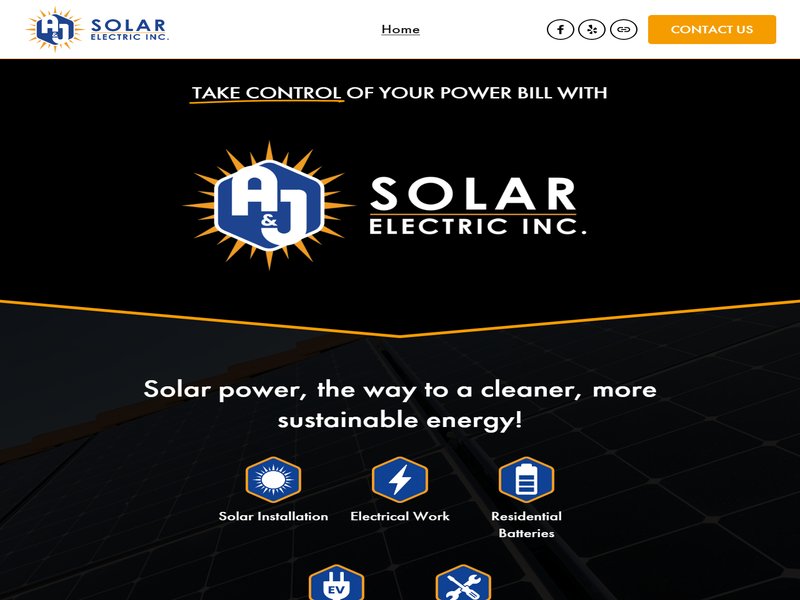 A&J SOLAR
ELECTRIC INC.
Home
CONTACT US
TAKE CONTROL OF YOUR POWER BILL WITH
A&J
SOLAR
ELECTRIC INC.
Solar power, the way to a cleaner, more
sustainable energy!
Solar Installation
Electrical Work
Residential
Batteries
EV